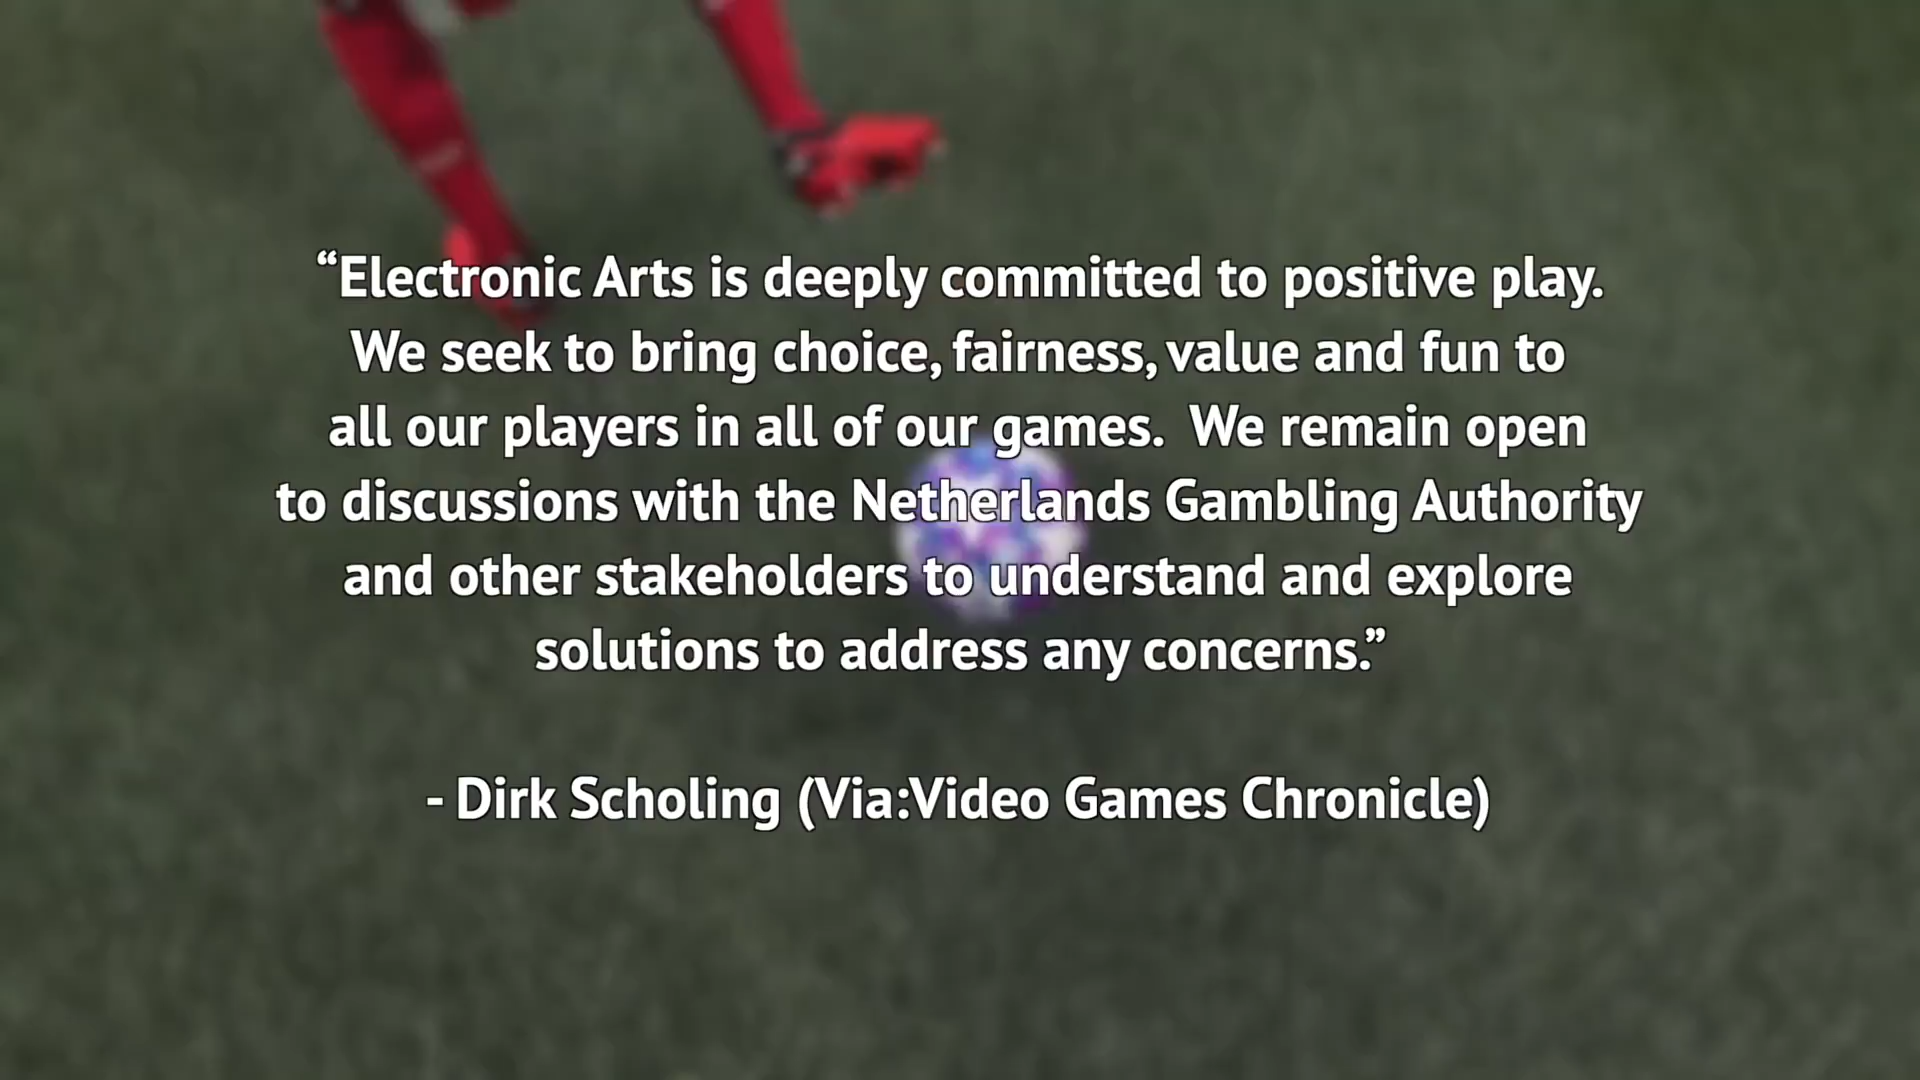 “Electronic Arts is deeply committed to positive play.
We seek to bring choice, fairness, value and fun to
all our players in all of our games.  We remain open
to discussions with the Netherlands Gambling Authority
and other stakeholders to understand and explore
solutions to address any concerns.”
- Dirk Scholing (Via:Video Games Chronicle)